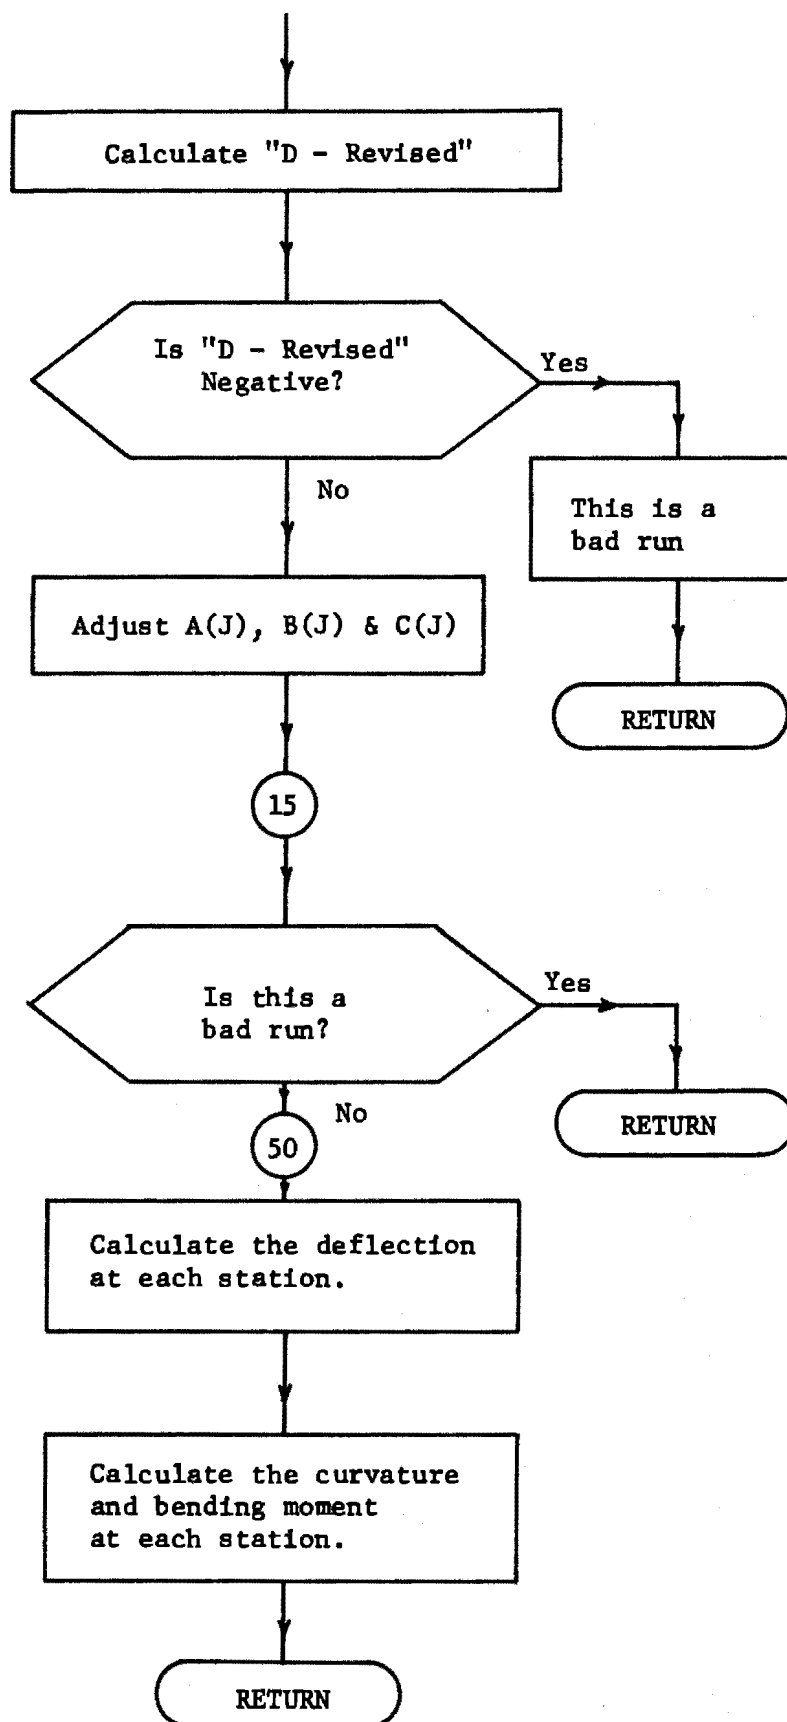 Calculate "D - Revised"
Is "D - Revised"
Negative?
Yes
No
This is a
bad run
Adjust A(J), B(J) & C(J)
RETURN
15
Is this a
bad run?
Yes
No
RETURN
50
Calculate the deflection
at each station.
Calculate the curvature
and bending moment
at each station.
RETURN